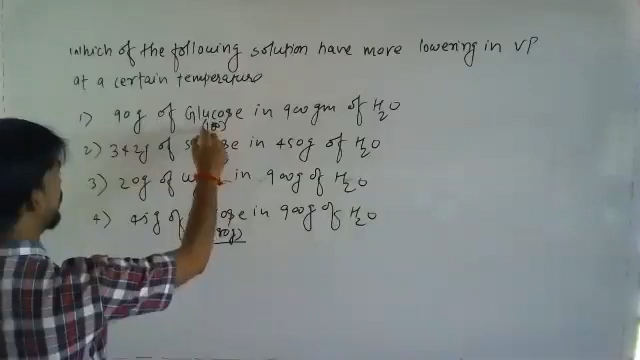 Which of the following solution have more lowering in VP
at a certain temperature
1) 90g of Glucose in 900gm of H2O
(180)
2) 342g of in 450g of H2O
3) 20g of in 900g of H2O
4) 45g of in 900g of H2O